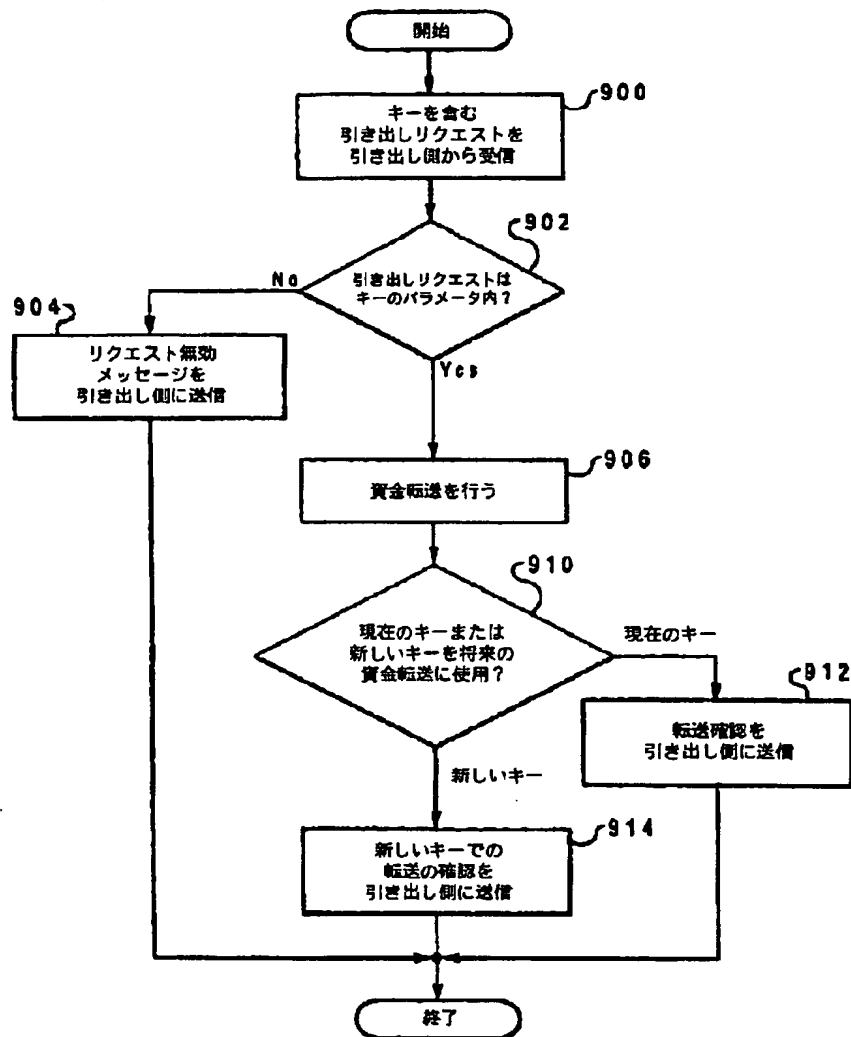 開始
900
キーを含む
引き出しリクエストを
引き出し側から受信
902
引き出しリクエストは
キーのパラメータ内?
No
904
リクエスト無効
メッセージを
引き出し側に送信
Yes
906
資金転送を行う
910
現在のキーまたは
新しいキーを将来の
資金転送に使用?
現在のキー
912
転送確認を
引き出し側に送信
新しいキー
914
新しいキーでの
転送の確認を
引き出し側に送信
終了